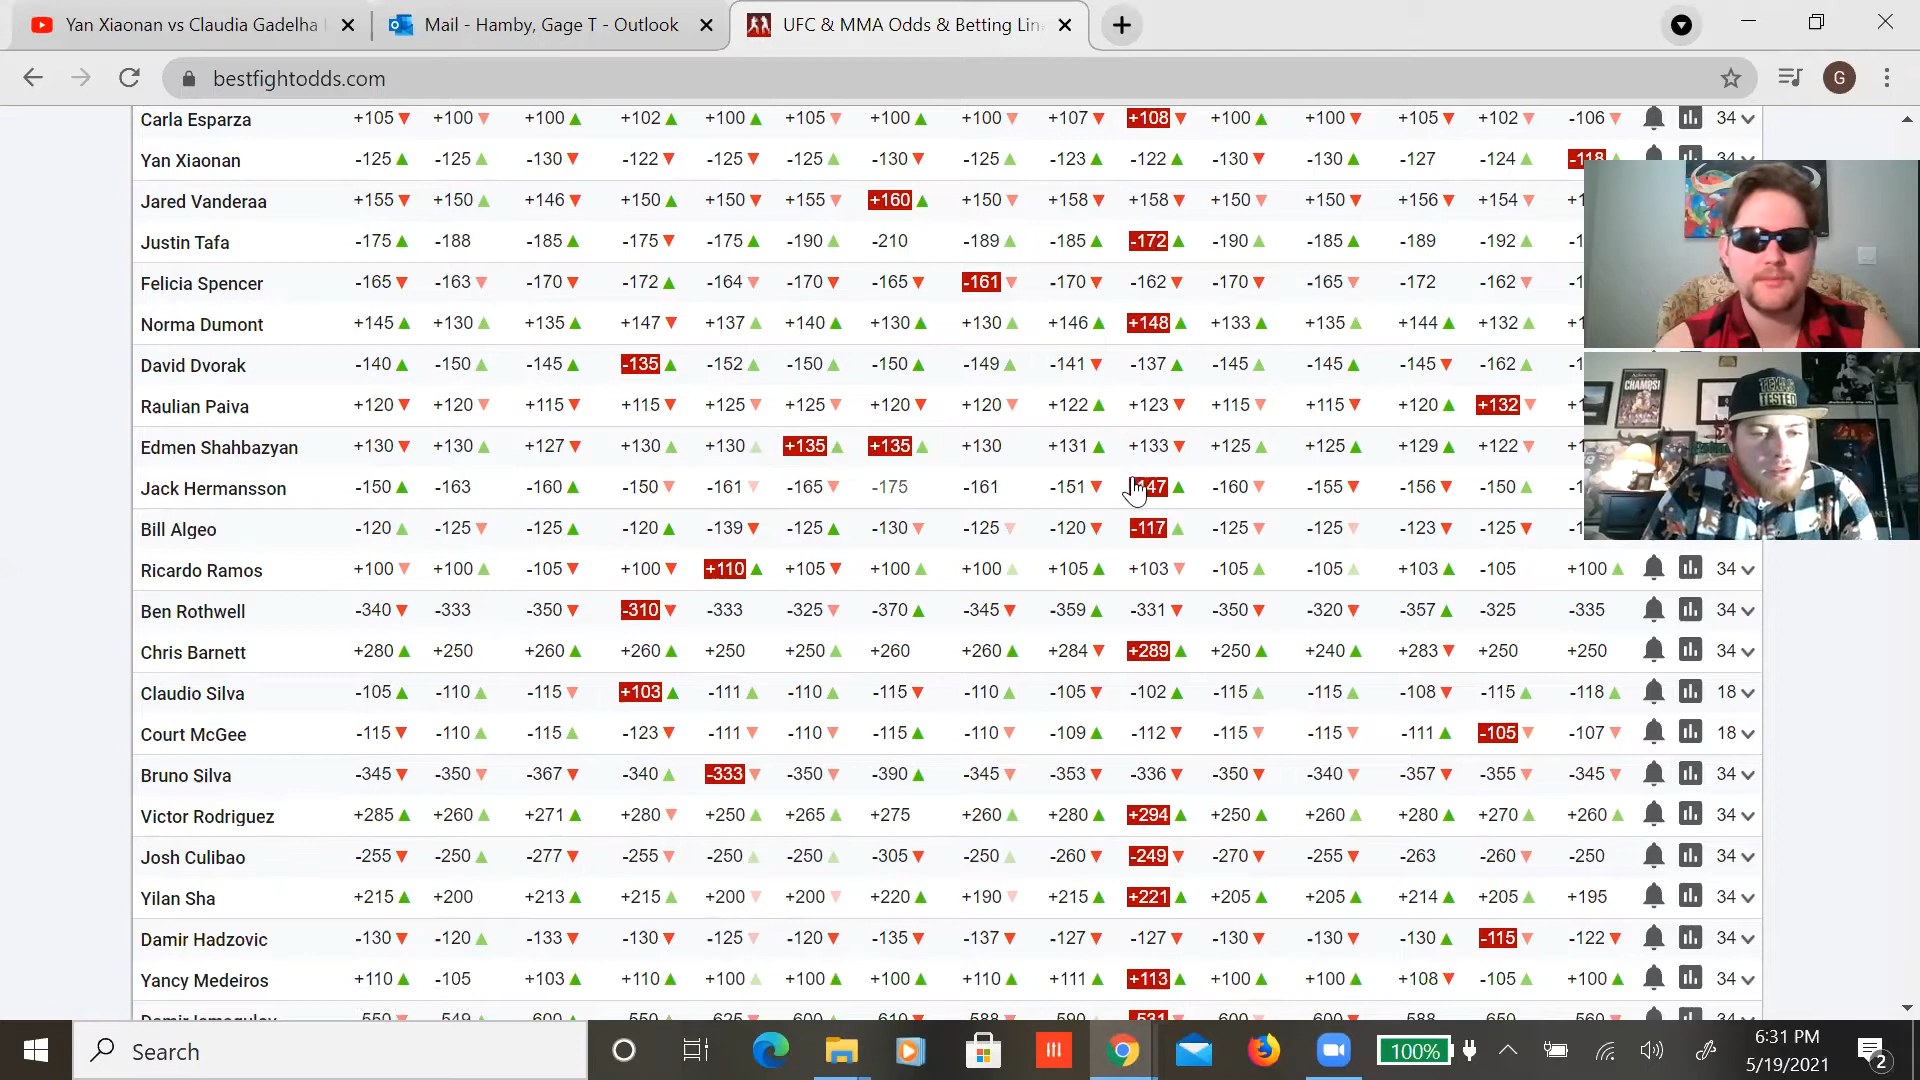 Yan Xiaonan vs Claudia Gadelha
Mail - Hamby, Gage T - Outlook
UFC & MMA Odds & Betting Lin
bestfightodds.com
G
Carla Esparza +105 +100 +100 +102 +100 +105 +100 +100 +107 +108 +100 +100 +105 +102 -106 34
Yan Xiaonan -125 -125 -130 -122 -125 -125 -130 -125 -123 -122 -130 -130 -127 -124 -118 34
Jared Vanderaa +155 +150 +146 +150 +150 +155 +160 +150 +158 +158 +150 +150 +156 +154 +1
Justin Tafa -175 -188 -185 -175 -175 -190 -210 -189 -185 -172 -190 -185 -189 -192 -1
Felicia Spencer -165 -163 -170 -172 -164 -170 -165 -161 -170 -162 -170 -165 -172 -162 -1
Norma Dumont +145 +130 +135 +147 +137 +140 +130 +130 +146 +148 +133 +135 +144 +132 +1
David Dvorak -140 -150 -145 -135 -152 -150 -150 -149 -141 -137 -145 -145 -145 -162 -1
Raulian Paiva +120 +120 +115 +115 +125 +125 +120 +120 +122 +123 +115 +115 +120 +132 +1
Edmen Shahbazyan +130 +130 +127 +130 +130 +135 +135 +130 +131 +133 +125 +125 +129 +122 +1
Jack Hermansson -150 -163 -160 -150 -161 -165 -175 -161 -151 147 -160 -155 -156 -150 -1
Bill Algeo -120 -125 -125 -120 -139 -125 -130 -125 -120 -117 -125 -125 -123 -125 -1
Ricardo Ramos +100 +100 -105 +100 +110 +105 +100 +100 +105 +103 -105 -105 +103 -105 +100 34
Ben Rothwell -340 -333 -350 -310 -333 -325 -370 -345 -359 -331 -350 -320 -357 -325 -335 34
Chris Barnett +280 +250 +260 +260 +250 +250 +260 +260 +284 +289 +250 +240 +283 +250 +250 34
Claudio Silva -105 -110 -115 +103 -111 -110 -115 -110 -105 -102 -115 -115 -108 -115 -118 18
Court McGee -115 -110 -115 -123 -111 -110 -115 -110 -109 -112 -115 -115 -111 -105 -107 18
Bruno Silva -345 -350 -367 -340 -333 -350 -390 -345 -353 -336 -350 -340 -357 -355 -345 34
Victor Rodriguez +285 +260 +271 +280 +250 +265 +275 +260 +280 +294 +250 +260 +280 +270 +260 34
Josh Culibao -255 -250 -277 -255 -250 -250 -305 -250 -260 -249 -270 -255 -263 -260 -250 34
Yilan Sha +215 +200 +213 +215 +200 +200 +220 +190 +215 +221 +205 +205 +214 +205 +195 34
Damir Hadzovic -130 -120 -133 -130 -125 -120 -135 -137 -127 -127 -130 -130 -130 -115 -122 34
Yancy Medeiros +110 -105 +103 +110 +100 +100 +100 +110 +111 +113 +100 +100 +108 -105 +100 34
CHAMPS!
TEXAS
TESTED
Search
100%
6:31 PM
5/19/2021
2